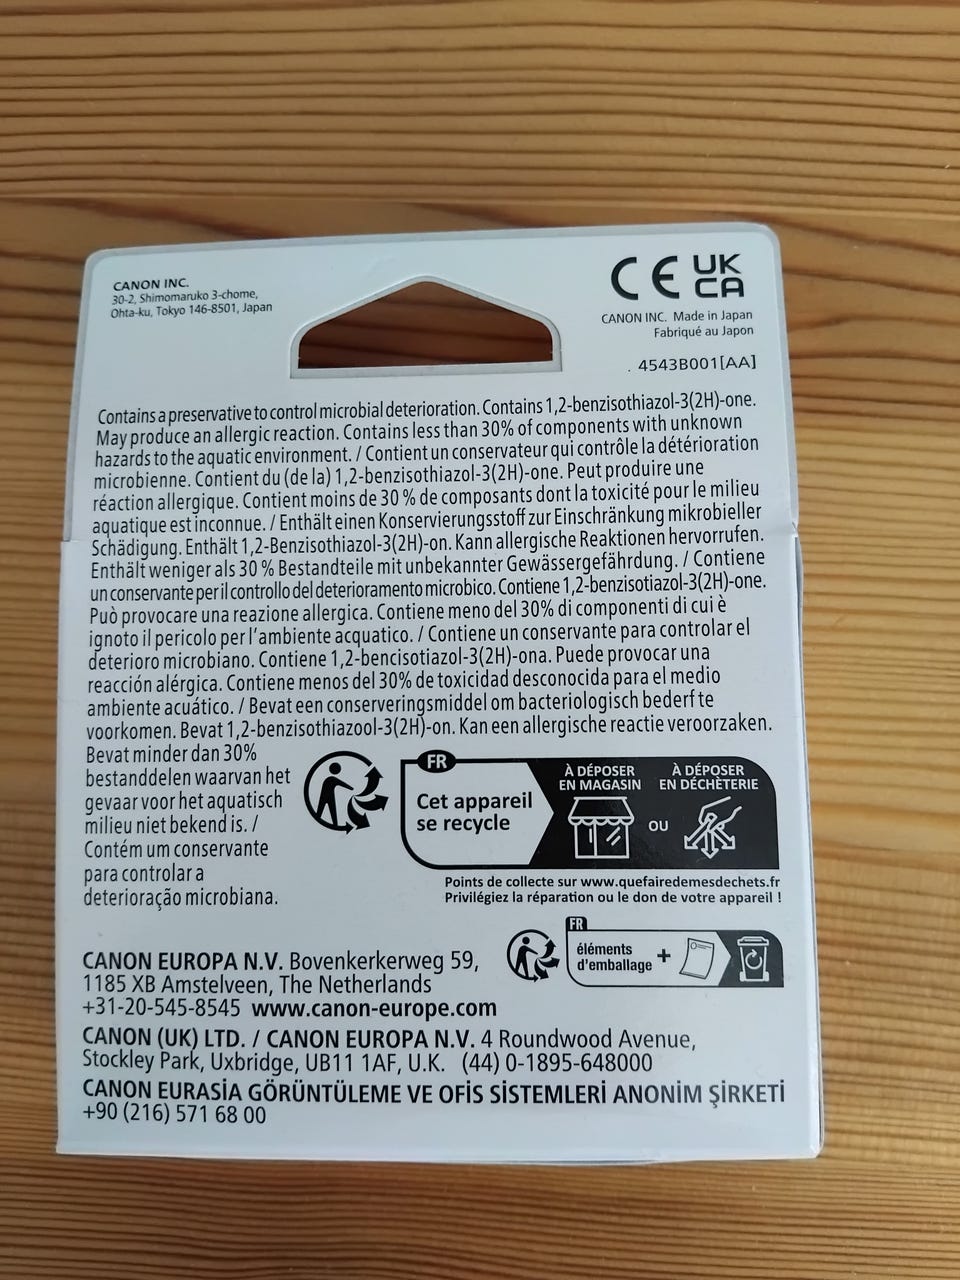 CANON INC.
30-2, Shimomaruko 3-chome,
Ohta-ku, Tokyo 146-8501, Japan
CE UK
CA
CANON INC. Made in Japan
Fabriqué au Japon
4543B001[AA]
Contains a preservative to control microbial deterioration. Contains 1,2-benzisothiazol-3(2H)-one.
May produce an allergic reaction. Contains less than 30% of components with unknown
hazards to the aquatic environment. / Contient un conservateur qui contrôle la détérioration
microbienne. Contient du (de la) 1,2-benzisothiazol-3(2H)-one. Peut produire une
réaction allergique. Contient moins de 30 % de composants dont la toxicité pour le milieu
aquatique est inconnue. / Enthält einen Konservierungsstoff zur Einschränkung mikrobieller
Schädigung. Enthält 1,2-Benzisothiazol-3(2H)-on. Kann allergische Reaktionen hervorrufen.
Enthält weniger als 30 % Bestandteile mit unbekannter Gewässergefährdung. / Contiene
un conservante per il controllo del deterioramento microbico. Contiene 1,2-benzisotiazol-3(2H)-one.
Può provocare una reazione allergica. Contiene meno del 30% di componenti di cui è
ignoto il pericolo per l'ambiente acquatico. / Contiene un conservante para controlar el
deterioro microbiano. Contiene 1,2-bencisotiazol-3(2H)-ona. Puede provocar una
reacción alérgica. Contiene menos del 30% de toxicidad desconocida para el medio
ambiente acuático. / Bevat een conserveringsmiddel om bacteriologisch bederf te
voorkomen. Bevat 1,2-benzisothiazool-3(2H)-on. Kan een allergische reactie veroorzaken.
Bevat minder dan 30%
bestanddelen waarvan het
gevaar voor het aquatisch
milieu niet bekend is. /
Contém um conservante
para controlar a
deterioração microbiana.
FR
Cet appareil
se recycle
À DÉPOSER
EN MAGASIN
OU
À DÉPOSER
EN DÉCHÈTERIE
Points de collecte sur www.quefairedemesdechets.fr
Privilégiez la réparation ou le don de votre appareil !
FR
éléments
d'emballage +
CANON EUROPA N.V. Bovenkerkerweg 59,
1185 XB Amstelveen, The Netherlands
+31-20-545-8545 www.canon-europe.com
CANON (UK) LTD. / CANON EUROPA N.V. 4 Roundwood Avenue,
Stockley Park, Uxbridge, UB11 1AF, U.K. (44) 0-1895-648000
CANON EURASİA GÖRÜNTÜLEME VE OFİS SİSTEMLERİ ANONİM ŞİRKETİ
+90 (216) 571 68 00